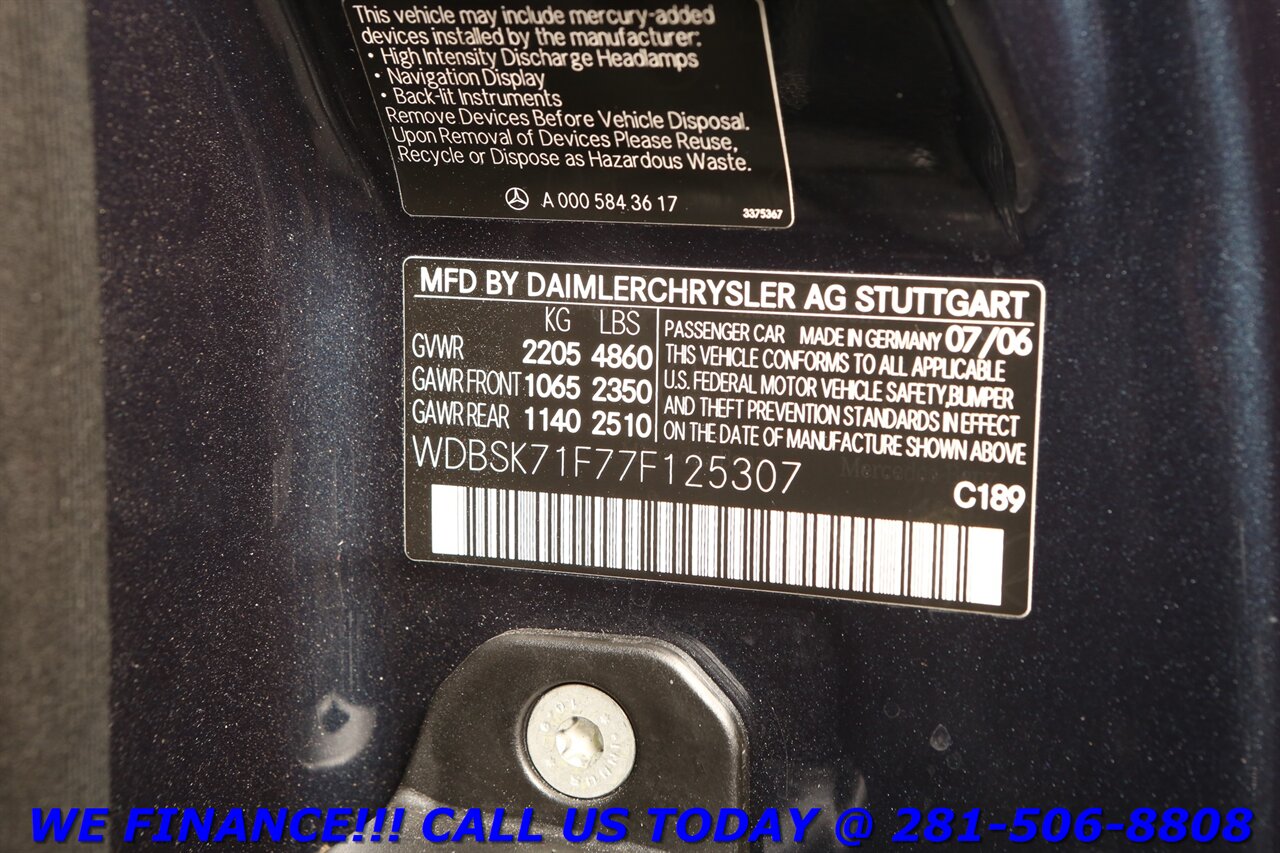 This vehicle may include mercury-added
devices installed by the manufacturer:
• High Intensity Discharge Headlamps
• Navigation Display
• Back-lit Instruments
Remove Devices Before Vehicle Disposal.
Upon Removal of Devices Please Reuse,
Recycle or Dispose as Hazardous Waste.
A 000 584 36 17
3375367
MFD BY DAIMLERCHRYSLER AG STUTTGART
KG LBS
GVWR 2205 4860
GAWR FRONT 1065 2350
GAWR REAR 1140 2510
PASSENGER CAR MADE IN GERMANY 07/06
THIS VEHICLE CONFORMS TO ALL APPLICABLE
U.S. FEDERAL MOTOR VEHICLE SAFETY,BUMPER
AND THEFT PREVENTION STANDARDS IN EFFECT
ON THE DATE OF MANUFACTURE SHOWN ABOVE
WDBSK71F77F125307
C189
WE FINANCE!!! CALL US TODAY @ 281-506-8808